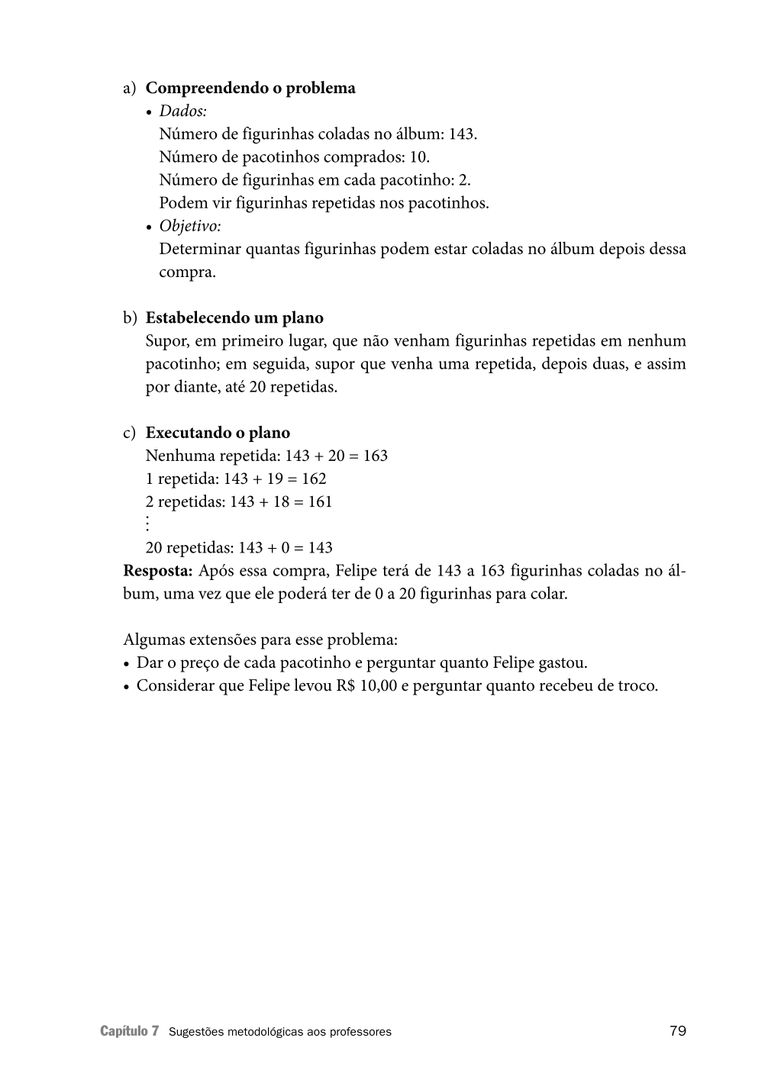 a) Compreendendo o problema
• Dados:
Número de figurinhas coladas no álbum: 143.
Número de pacotinhos comprados: 10.
Número de figurinhas em cada pacotinho: 2.
Podem vir figurinhas repetidas nos pacotinhos.
• Objetivo:
Determinar quantas figurinhas podem estar coladas no álbum depois dessa
compra.
b) Estabelecendo um plano
Supor, em primeiro lugar, que não venham figurinhas repetidas em nenhum
pacotinho; em seguida, supor que venha uma repetida, depois duas, e assim
por diante, até 20 repetidas.
c) Executando o plano
Nenhuma repetida: 143 + 20 = 163
1 repetida: 143 + 19 = 162
2 repetidas: 143 + 18 = 161
⋮
20 repetidas: 143 + 0 = 143
Resposta: Após essa compra, Felipe terá de 143 a 163 figurinhas coladas no ál-
bum, uma vez que ele poderá ter de 0 a 20 figurinhas para colar.
Algumas extensões para esse problema:
• Dar o preço de cada pacotinho e perguntar quanto Felipe gastou.
• Considerar que Felipe levou R$ 10,00 e perguntar quanto recebeu de troco.
Capítulo 7 Sugestões metodológicas aos professores 79